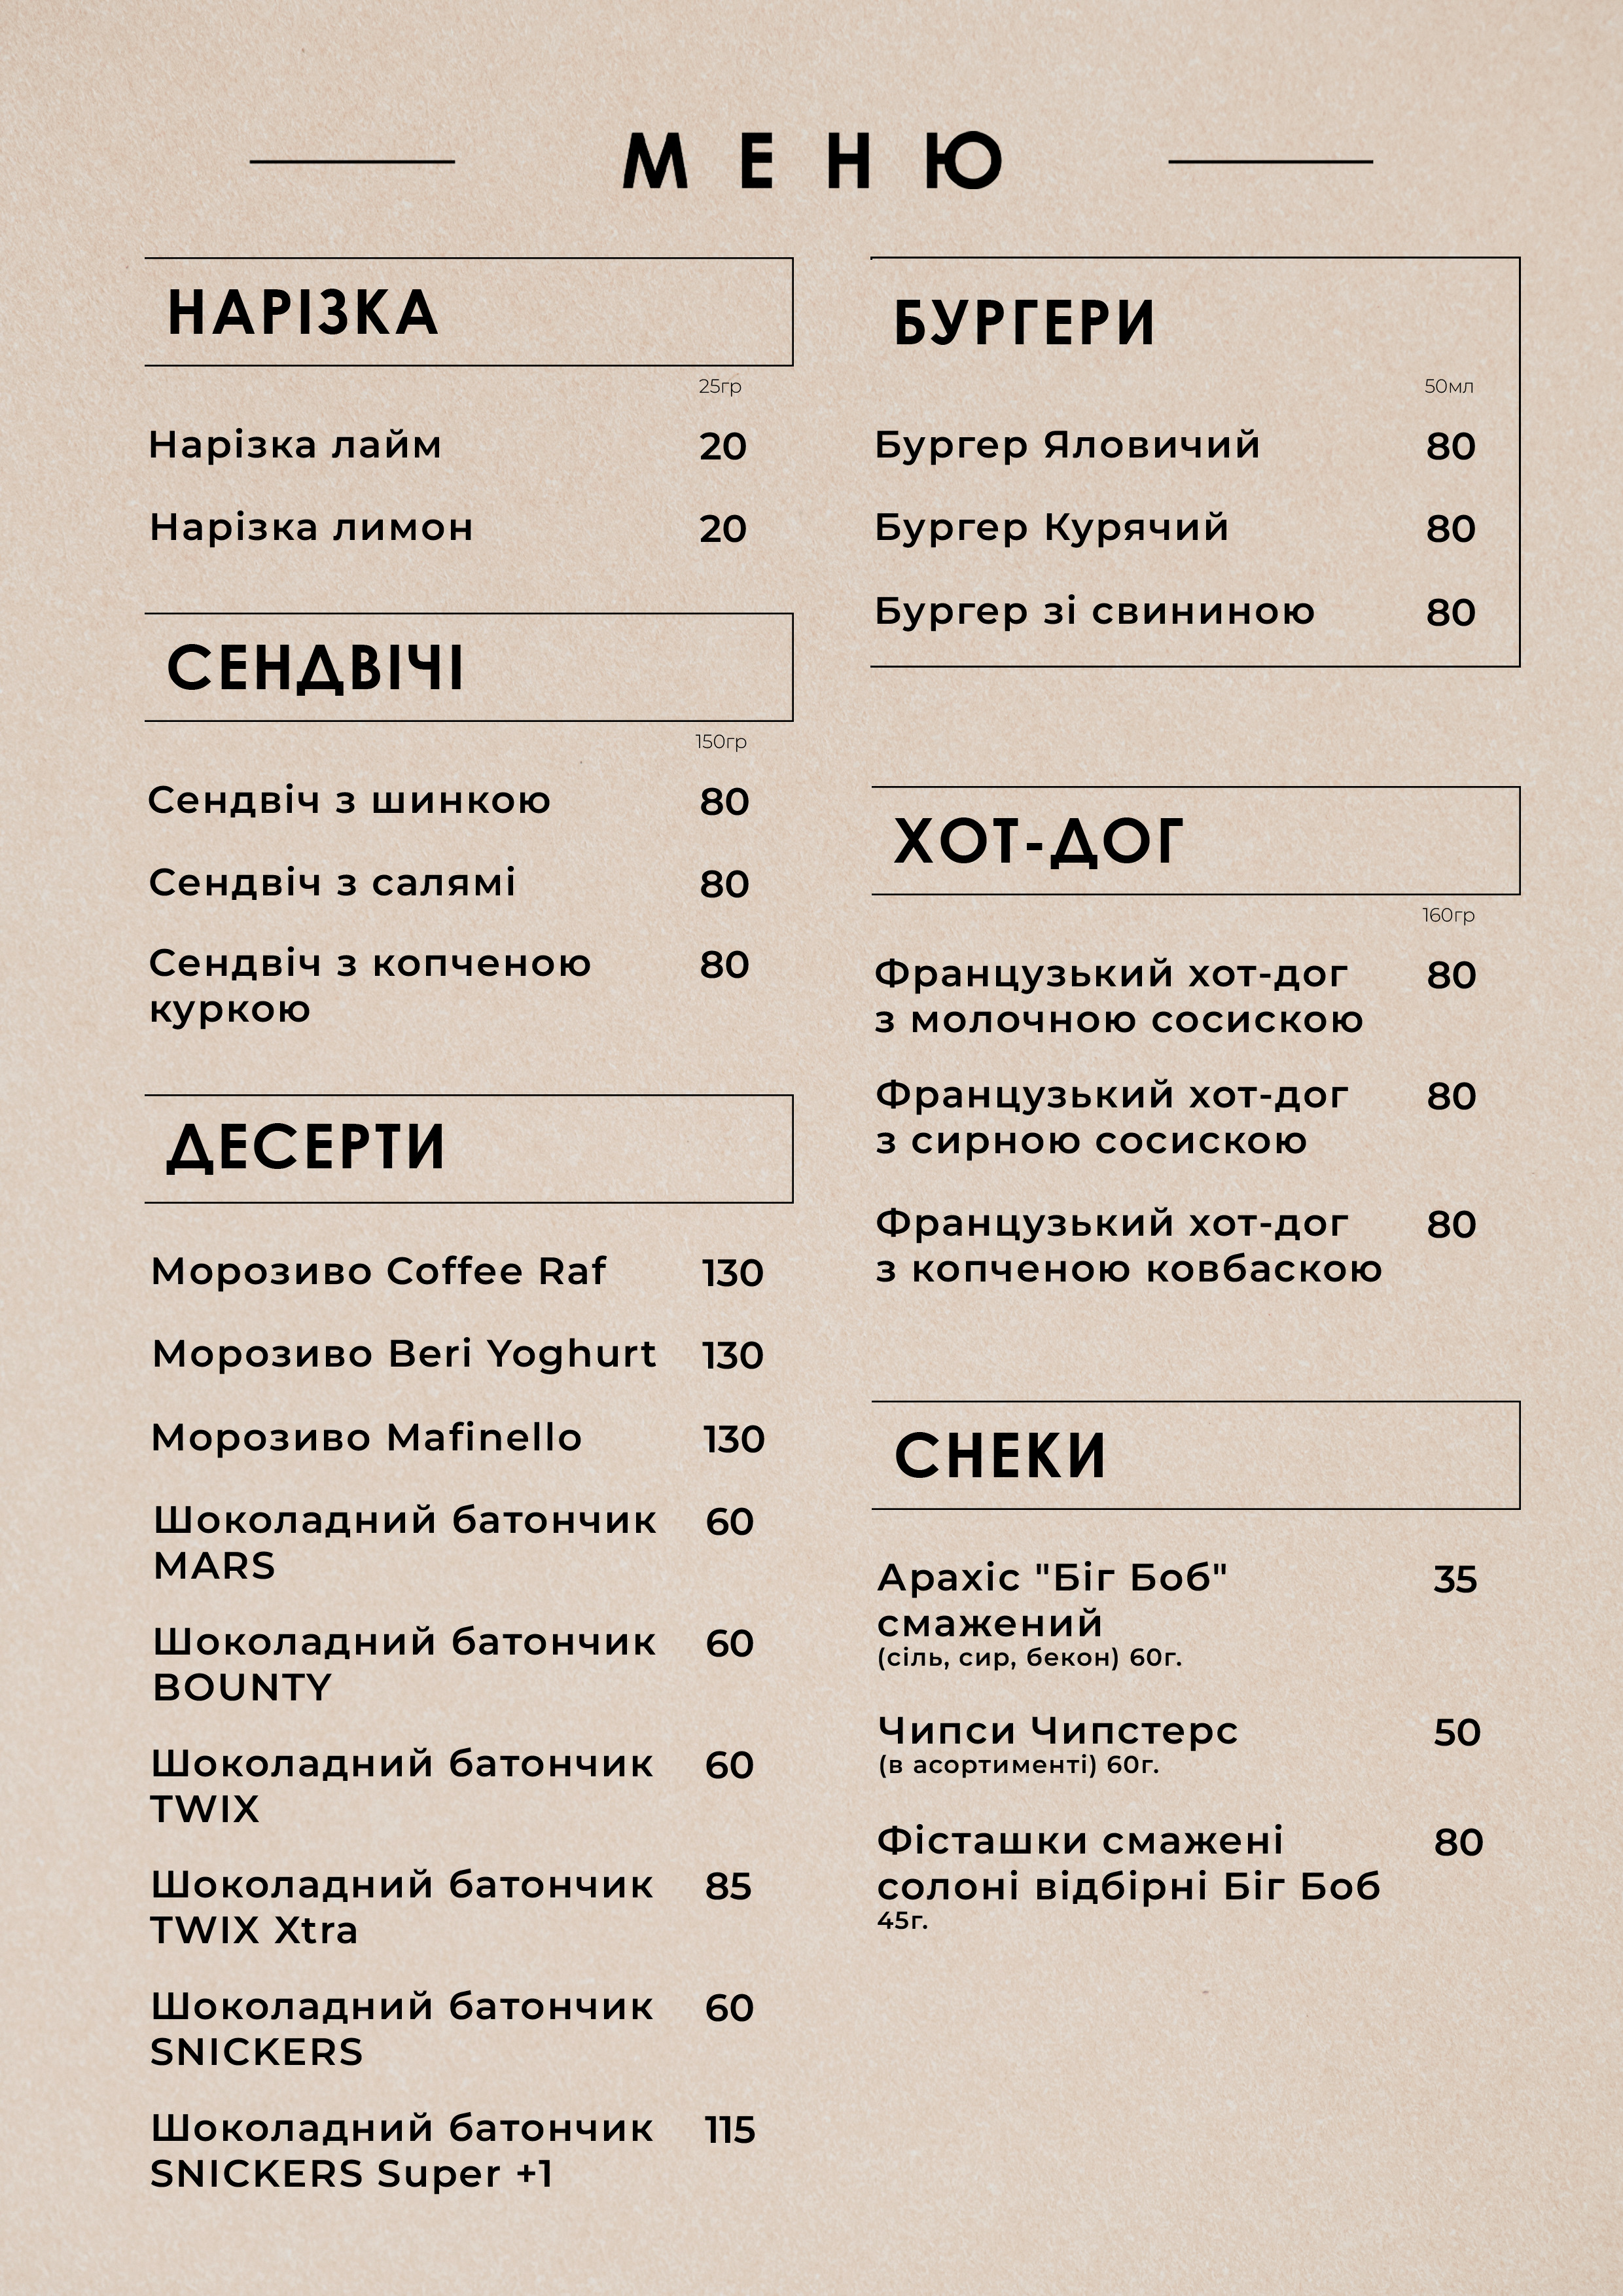 МЕНЮ
НАРІЗКА
25гр
Нарізка лайм 20
Нарізка лимон 20
СЕНДВІЧІ
150гр
Сендвіч з шинкою 80
Сендвіч з салямі 80
Сендвіч з копченою 80
куркою
ДЕСЕРТИ
Морозиво Coffee Raf 130
Морозиво Beri Yoghurt 130
Морозиво Mafinello 130
Шоколадний батончик 60
MARS
Шоколадний батончик 60
BOUNTY
Шоколадний батончик 60
TWIX
Шоколадний батончик 85
TWIX Xtra
Шоколадний батончик 60
SNICKERS
Шоколадний батончик 115
SNICKERS Super +1
БУРГЕРИ
50мл
Бургер Яловичий 80
Бургер Курячий 80
Бургер зі свининою 80
ХОТ-ДОГ
160гр
Французький хот-дог 80
з молочною сосискою
Французький хот-дог 80
з сирною сосискою
Французький хот-дог 80
з копченою ковбаскою
СНЕКИ
Арахіс "Біг Боб" 35
смажений
(сіль, сир, бекон) 60г.
Чипси Чипстерс 50
(в асортименті) 60г.
Фісташки смажені 80
солоні відбірні Біг Боб
45г.